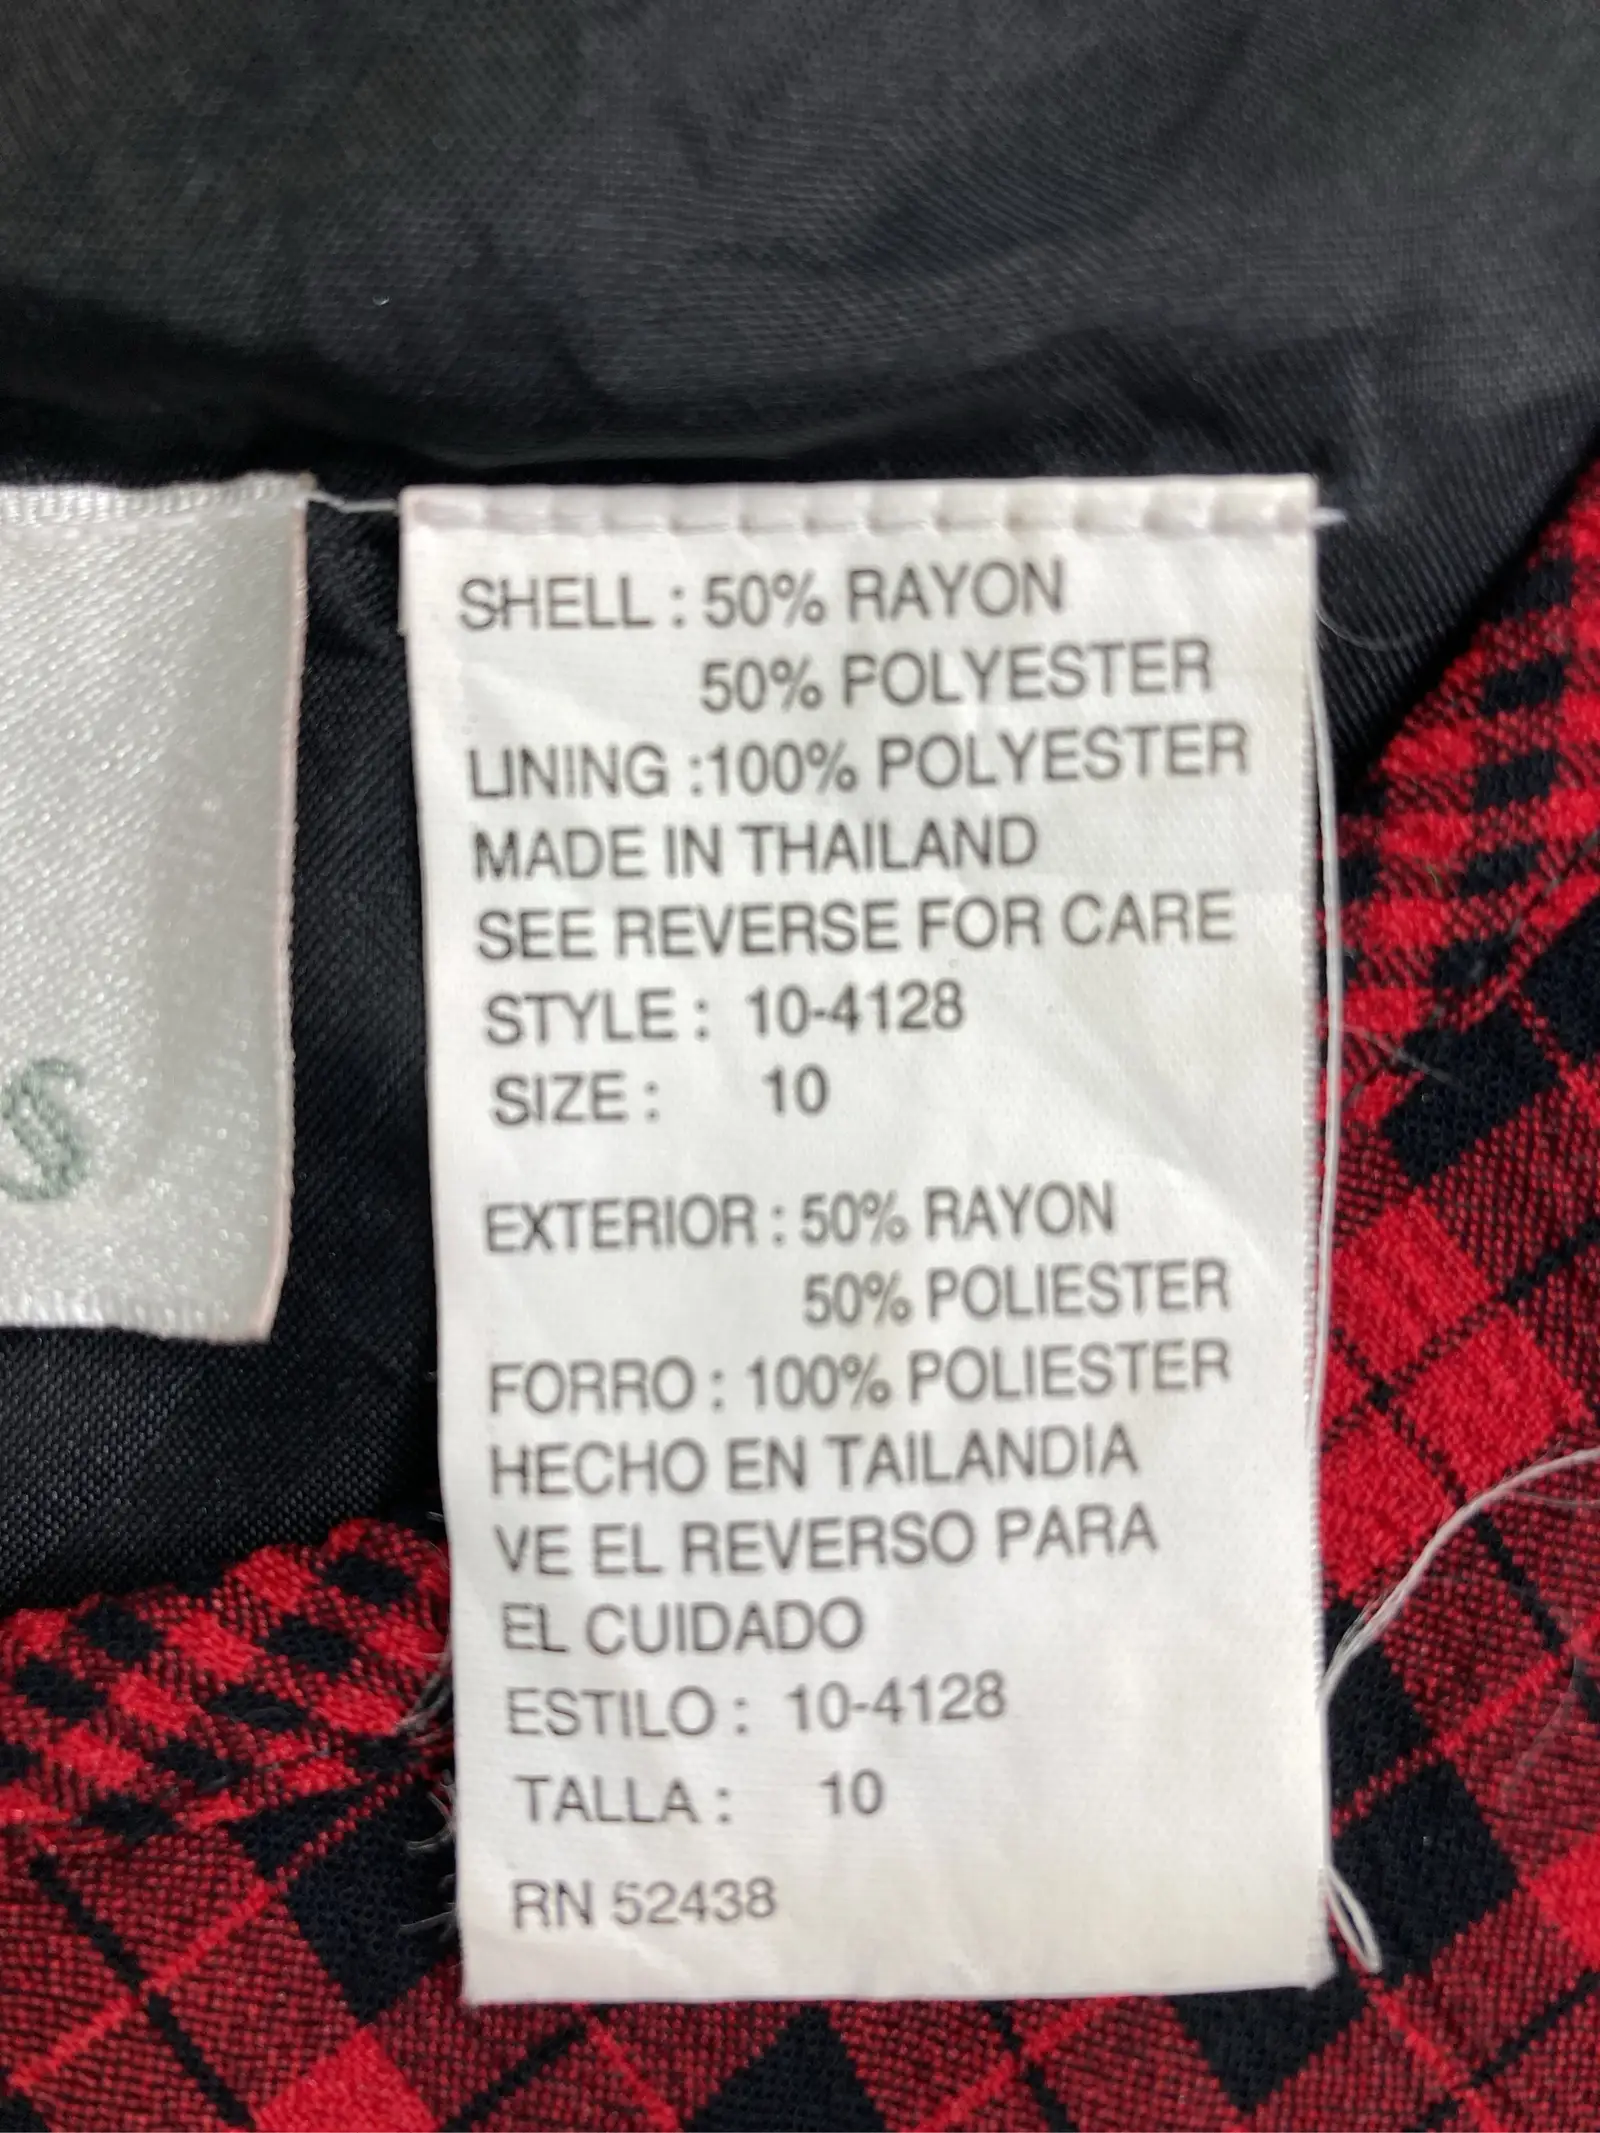 SHELL : 50% RAYON
50% POLYESTER
LINING :100% POLYESTER
MADE IN THAILAND
SEE REVERSE FOR CARE
STYLE : 10-4128
SIZE : 10
EXTERIOR : 50% RAYON
50% POLIESTER
FORRO : 100% POLIESTER
HECHO EN TAILANDIA
VE EL REVERSO PARA
EL CUIDADO
ESTILO : 10-4128
TALLA : 10
RN 52438